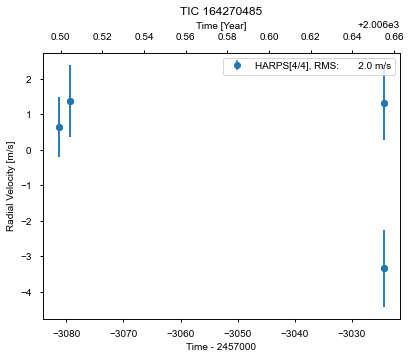 TIC 164270485
Time [Year]
+2.006e3
0.50 0.52 0.54 0.56 0.58 0.60 0.62 0.64 0.66
HARPS[4/4], RMS: 2.0 m/s
2
1
0
−1
−2
−3
−4
Radial Velocity [m/s]
−3080 −3070 −3060 −3050 −3040 −3030
Time - 2457000